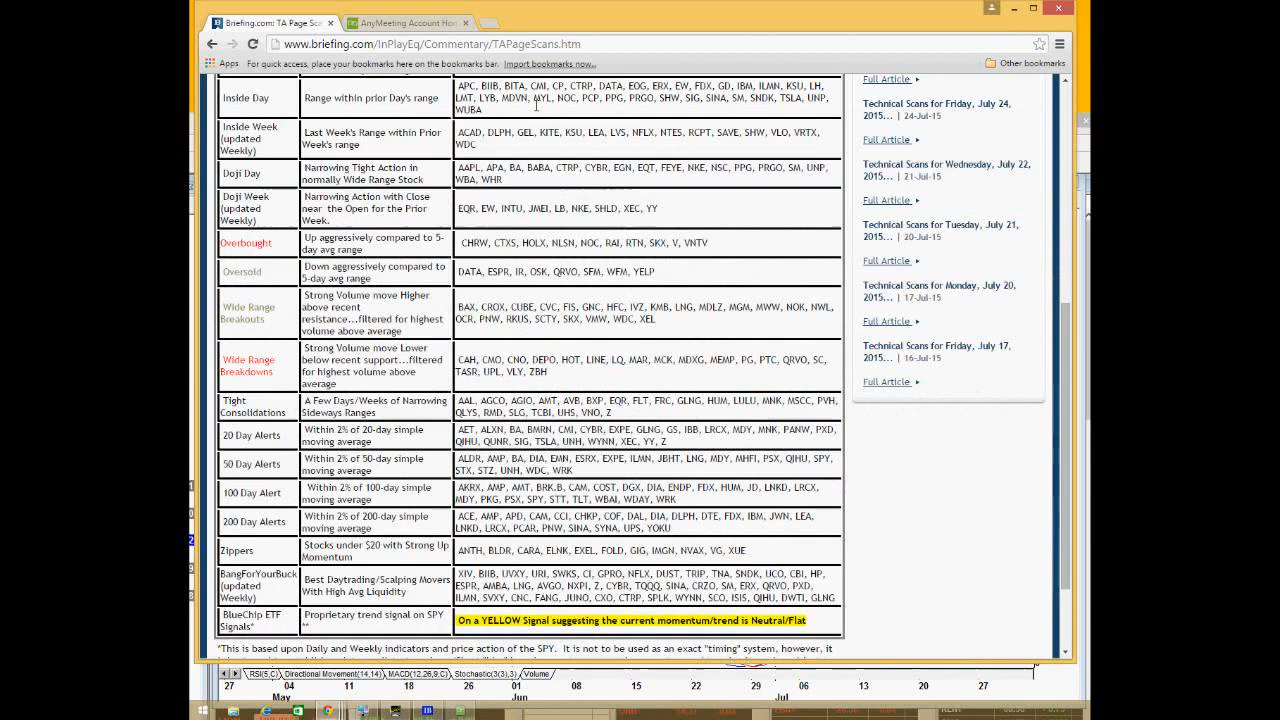 Briefing.com: TA Page Sca
AnyMeeting Account Hom
www.briefing.com/InPlayEq/Commentary/TAPageScans.htm
Apps For quick access, place your bookmarks here on the bookmarks bar. Import bookmarks now... Other bookmarks
Inside Day
Range within prior Day's range
APC, BIIB, BITA, CMI, CP, CTRP, DATA, EOG, ERX, EW, FDX, GD, IBM, ILMN, KSU, LH,
LMT, LYB, MDVN, MYL, NOC, PCP, PPG, PRGO, SHW, SIG, SINA, SM, SNDK, TSLA, UNP,
WUBA
Inside Week
(updated
Weekly)
Last Week's Range within Prior
Week's range
ACAD, DLPH, GEL, KITE, KSU, LEA, LVS, NFLX, NTES, RCPT, SAVE, SHW, VLO, VRTX,
WDC
Doji Day
Narrowing Tight Action in
normally Wide Range Stock
AAPL, APA, BA, BABA, CTRP, CYBR, EGN, EQT, FEYE, NKE, NSC, PPG, PRGO, SM, UNP,
WBA, WHR
Doji Week
(updated
Weekly)
Narrowing Action with Close
near the Open for the Prior
Week.
EQR, EW, INTU, JMEI, LB, NKE, SHLD, XEC, YY
Overbought
Up aggressively compared to 5-
day avg range
CHRW, CTXS, HOLX, NLSN, NOC, RAI, RTN, SKX, V, VNTV
Oversold
Down aggressively compared to
5-day avg range
DATA, ESPR, IR, OSK, QRVO, SFM, WFM, YELP
Wide Range
Breakouts
Strong Volume move Higher
above recent
resistance...filtered for highest
volume above average
BAX, CROX, CUBE, CVC, FIS, GNC, HFC, IVZ, KMB, LNG, MDLZ, MGM, MWW, NOK, NWL,
OCR, PNW, RKUS, SCTY, SKX, VMW, WDC, XEL
Wide Range
Breakdowns
Strong Volume move Lower
below recent support...filtered
for highest volume above
average
CAH, CMO, CNO, DEPO, HOT, LINE, LQ, MAR, MCK, MDXG, MEMP, PG, PTC, QRVO, SC,
TASR, UPL, VLY, ZBH
Tight
Consolidations
A Few Days/Weeks of Narrowing
Sideways Ranges
AAL, AGCO, AGIO, AMT, AVB, BXP, EQR, FLT, FRC, GLNG, HUM, LULU, MNK, MSCC, PVH,
QLYS, RMD, SLG, TCBI, UHS, VNO, Z
20 Day Alerts
Within 2% of 20-day simple
moving average
AET, ALXN, BA, BMRN, CMI, CYBR, EXPE, GLNG, GS, IBB, LRCX, MDY, MNK, PANW, PXD,
QIHU, QUNR, SIG, TSLA, UNH, WYNN, XEC, YY, Z
50 Day Alerts
Within 2% of 50-day simple
moving average
ALDR, AMP, BA, DIA, EMN, ESRX, EXPE, ILMN, JBHT, LNG, MDY, MHFI, PSX, QIHU, SPY,
STX, STZ, UNH, WDC, WRK
100 Day Alert
Within 2% of 100-day simple
moving average
AKRX, AMP, AMT, BRK.B, CAM, COST, DGX, DIA, ENDP, FDX, HUM, JD, LNKD, LRCX,
MDY, PKG, PSX, SPY, STT, TLT, WBAI, WDAY, WRK
200 Day Alerts
Within 2% of 200-day simple
moving average
ACE, AMP, APD, CAM, CCI, CHKP, COF, DAL, DIA, DLPH, DTE, FDX, IBM, JWN, LEA,
LNKD, LRCX, PCAR, PNW, SINA, SYNA, UPS, YOKU
Zippers
Stocks under $20 with Strong Up
Momentum
ANTH, BLDR, CARA, ELNK, EXEL, FOLD, GIG, IMGN, NVAX, VG, XUE
BangForYourBuck
(updated
Weekly)
Best Daytrading/Scalping Movers
With High Avg Liquidity
XIV, BIIB, UVXY, URI, SWKS, CI, GPRO, NFLX, DUST, TRIP, TNA, SNDK, UCO, CBI, HP,
ESPR, AMBA, LNG, AVGO, NXPI, Z, CYBR, TQQQ, SINA, CRZO, SM, ERX, QRVO, PXD,
ILMN, SVXY, CNC, FANG, JUNO, CXO, CTRP, SPLK, WYNN, SCO, ISIS, QIHU, DWTI, GLNG
BlueChip ETF
Signals*
Proprietary trend signal on SPY
**
On a YELLOW Signal suggesting the current momentum/trend is Neutral/Flat
*This is based upon Daily and Weekly indicators and price action of the SPY. It is not to be used as an exact "timing" system, however, it
Full Article
Technical Scans for Friday, July 24,
2015... | 24-Jul-15
Full Article
Technical Scans for Wednesday, July 22,
2015... | 21-Jul-15
Full Article
Technical Scans for Tuesday, July 21,
2015... | 20-Jul-15
Full Article
Technical Scans for Monday, July 20,
2015... | 17-Jul-15
Full Article
Technical Scans for Friday, July 17,
2015... | 16-Jul-15
Full Article
RSI(5,C) Directional Movement(14,14) MACD(12,26,9,C) Stochastic(3(3),3) Volume
27 04 11 18 26 01 08 15 22 Jul 13 20 27
May Jun